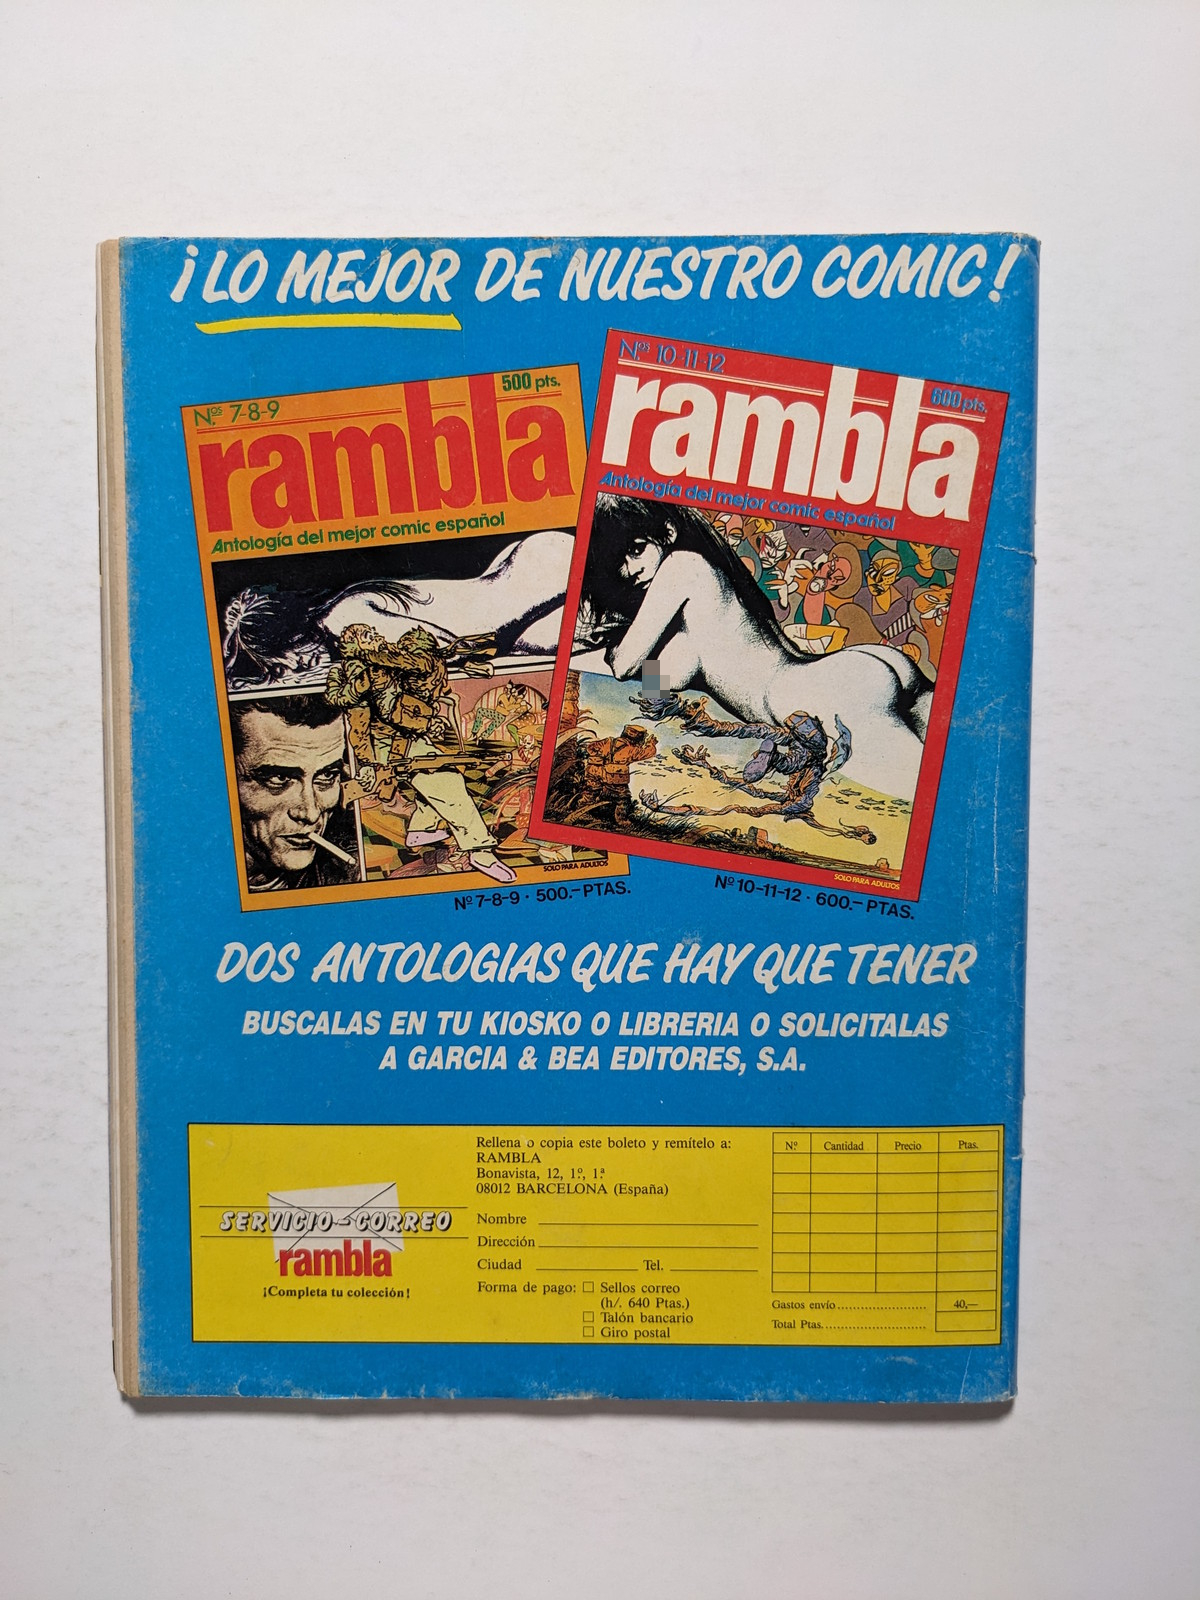 ¡LO MEJOR DE NUESTRO COMIC!
Nºs 7-8-9
500 pts.
rambla
Antología del mejor comic español
SOLO PARA ADULTOS
Nº 7-8-9 · 500.- PTAS.
Nºs 10-11-12
600 pts.
rambla
Antología del mejor comic español
SOLO PARA ADULTOS
Nº 10-11-12 · 600.- PTAS.
DOS ANTOLOGIAS QUE HAY QUE TENER
BUSCALAS EN TU KIOSKO O LIBRERIA O SOLICITALAS
A GARCIA & BEA EDITORES, S.A.
SERVICIO-CORREO
rambla
¡Completa tu colección!
Rellena o copia este boleto y remítelo a:
RAMBLA
Bonavista, 12, 1º, 1ª
08012 BARCELONA (España)
Nombre
Dirección
Ciudad Tel.
Forma de pago: □ Sellos correo
(h/. 640 Ptas.)
□ Talón bancario
□ Giro postal
Nº Cantidad Precio Ptas.
Gastos envío........................ 40,—
Total Ptas...........................